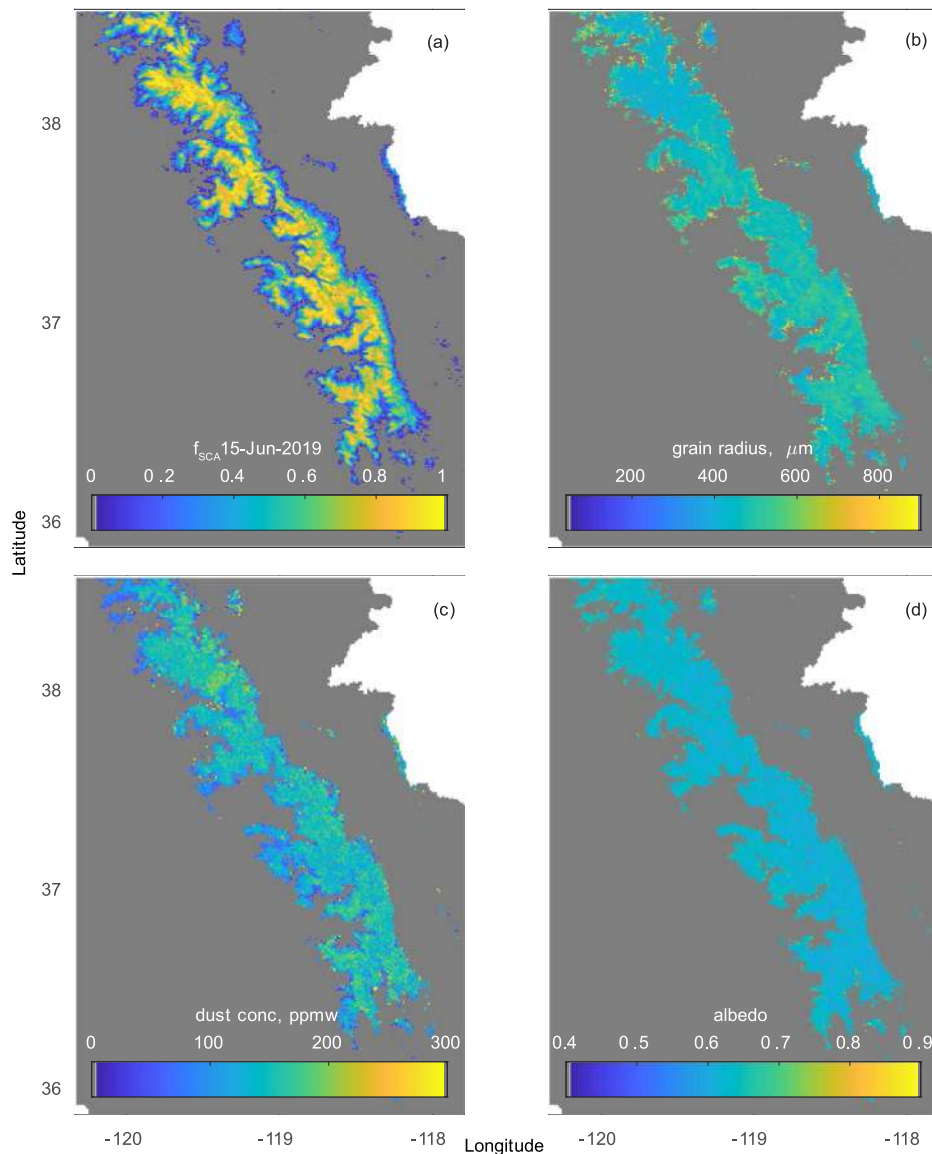 (a)
(b)
38
37
36
f_SCA 15-Jun-2019
0 0.2 0.4 0.6 0.8 1
grain radius, μm
200 400 600 800
Latitude
(c)
(d)
38
37
36
dust conc, ppmw
0 100 200 300
albedo
0.4 0.5 0.6 0.7 0.8 0.9
-120 -119 -118
-120 -119 -118
Longitude